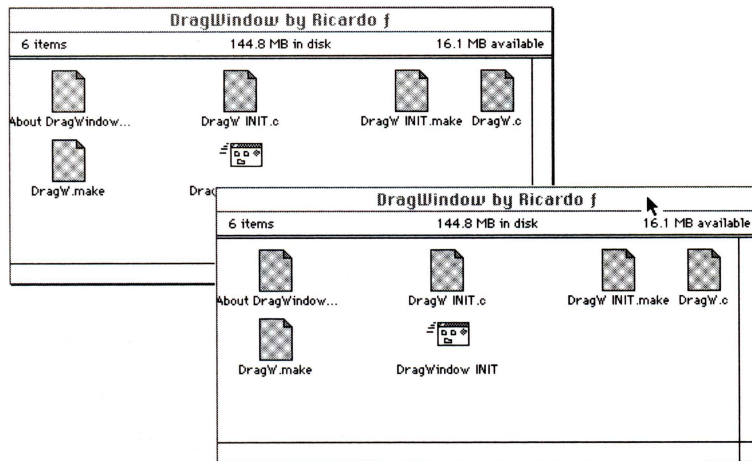 DragWindow by Ricardo ƒ
6 items 144.8 MB in disk 16.1 MB available
About DragWindow... DragW INIT.c DragW INIT.make DragW.c
DragW.make
DragWindow by Ricardo ƒ
6 items 144.8 MB in disk 16.1 MB available
About DragWindow... DragW INIT.c DragW INIT.make DragW.c
DragW.make DragWindow INIT